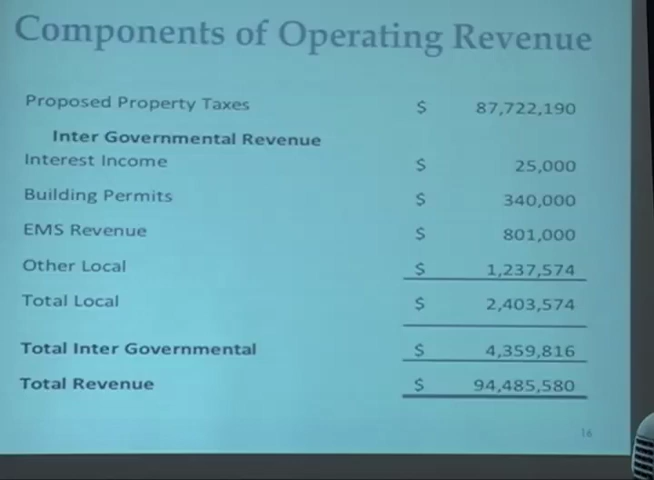 Components of Operating Revenue
Proposed Property Taxes $ 87,722,190
Inter Governmental Revenue
Interest Income $ 25,000
Building Permits $ 340,000
EMS Revenue $ 801,000
Other Local $ 1,237,574
Total Local $ 2,403,574
Total Inter Governmental $ 4,359,816
Total Revenue $ 94,485,580
16